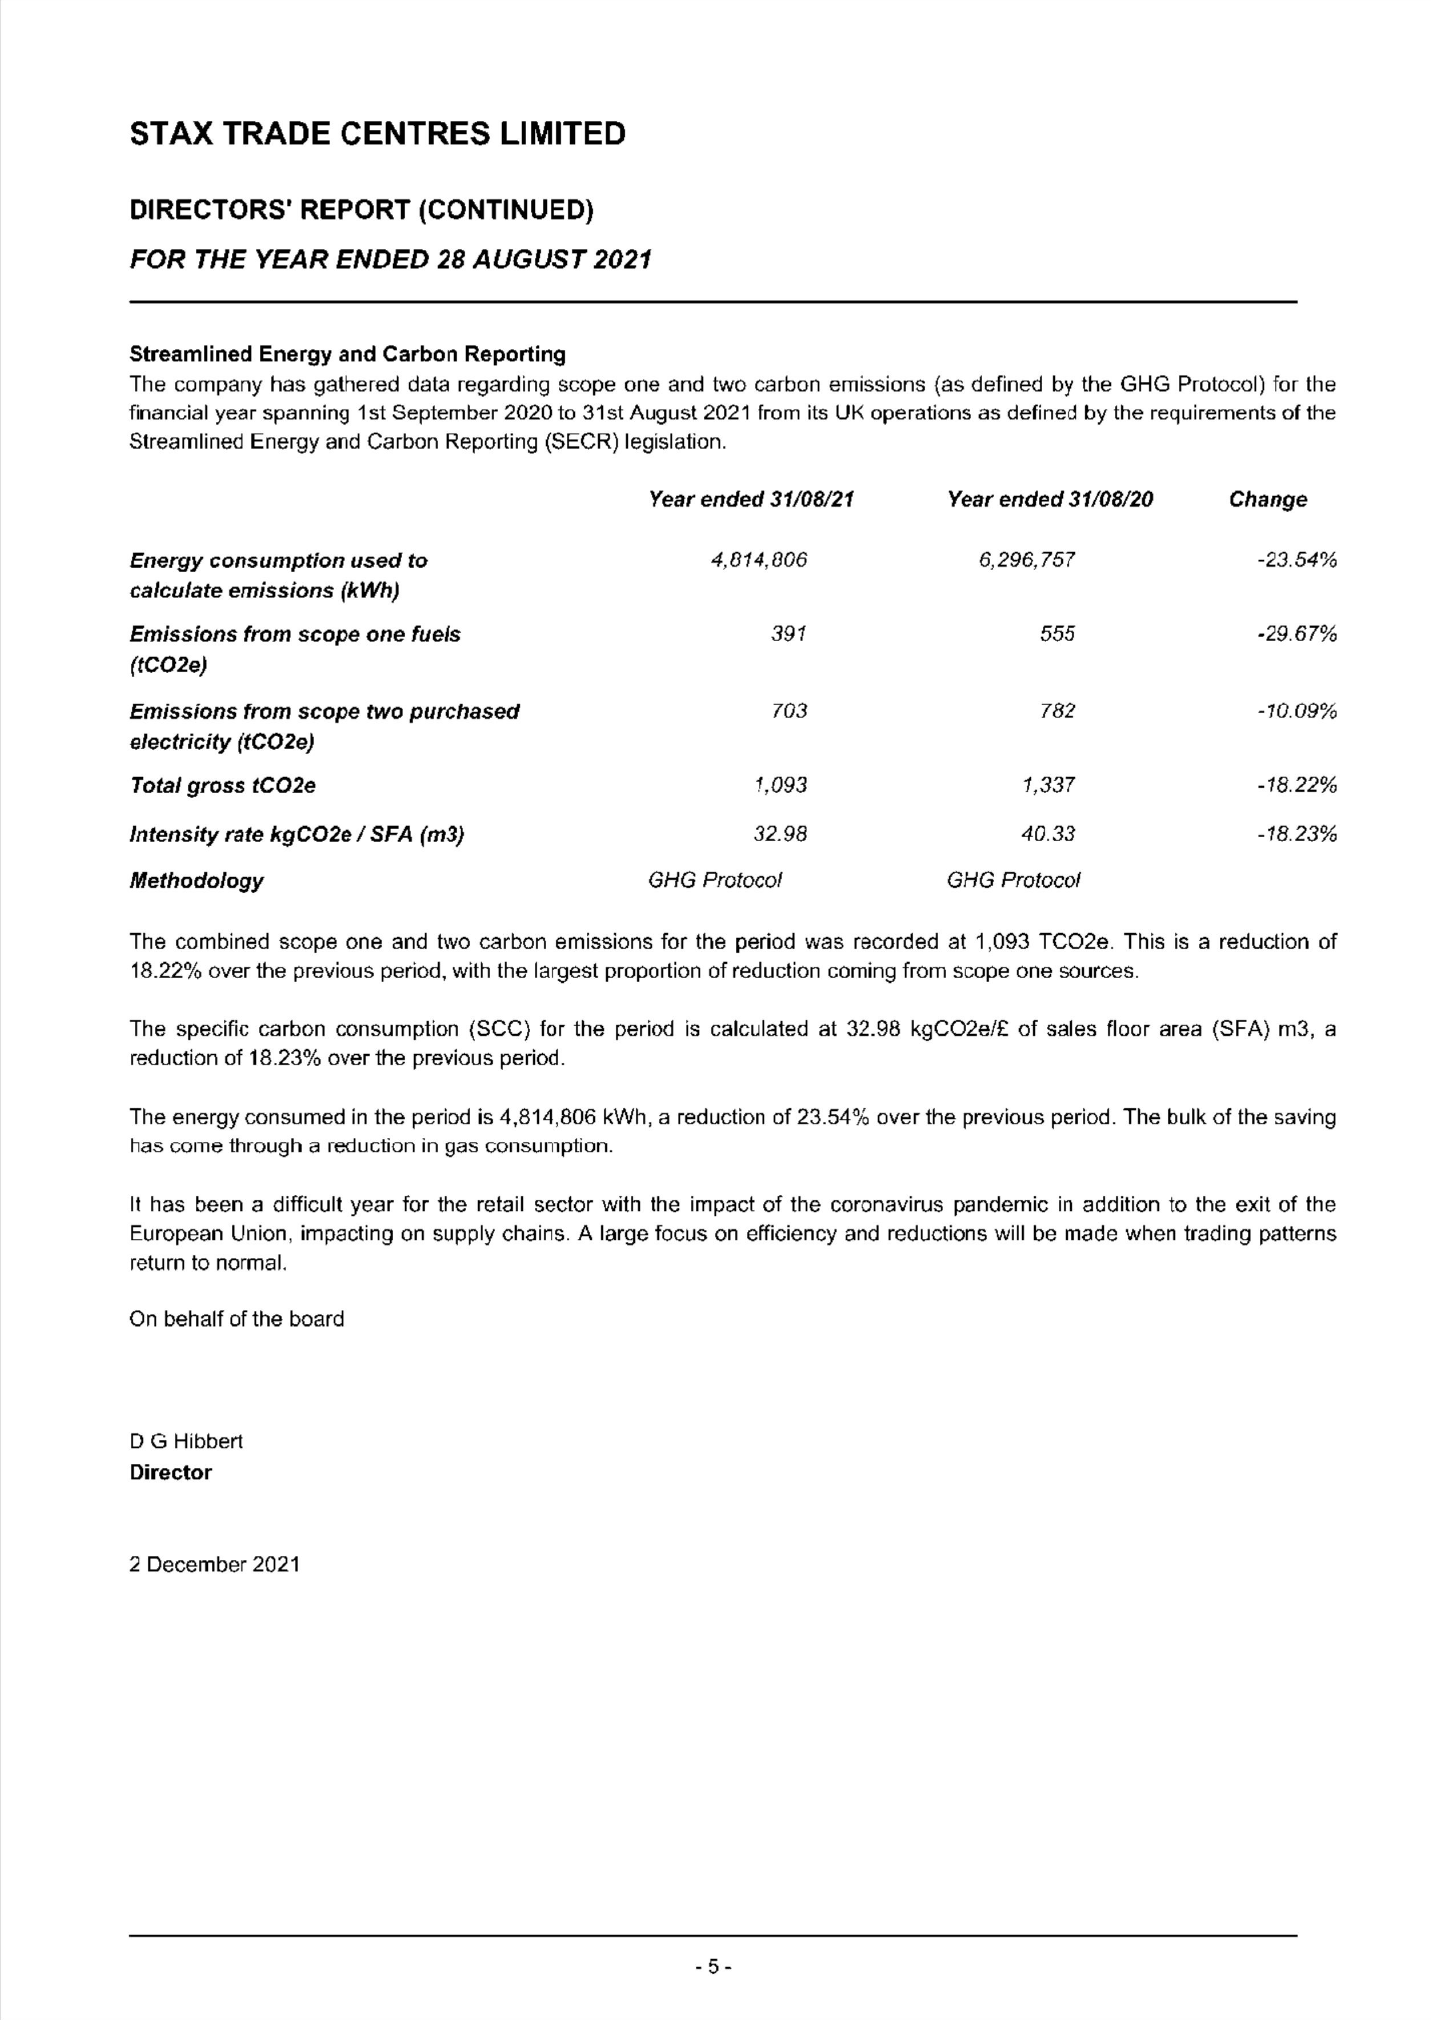 STAX TRADE CENTRES LIMITED
DIRECTORS' REPORT (CONTINUED)
FOR THE YEAR ENDED 28 AUGUST 2021
Streamlined Energy and Carbon Reporting
The company has gathered data regarding scope one and two carbon emissions (as defined by the GHG Protocol) for the
financial year spanning 1st September 2020 to 31st August 2021 from its UK operations as defined by the requirements of the
Streamlined Energy and Carbon Reporting (SECR) legislation.
Year ended 31/08/21 Year ended 31/08/20 Change
Energy consumption used to 4,814,806 6,296,757 -23.54%
calculate emissions (kWh)
Emissions from scope one fuels 391 555 -29.67%
(tCO2e)
Emissions from scope two purchased 703 782 -10.09%
electricity (tCO2e)
Total gross tCO2e 1,093 1,337 -18.22%
Intensity rate kgCO2e / SFA (m3) 32.98 40.33 -18.23%
Methodology GHG Protocol GHG Protocol
The combined scope one and two carbon emissions for the period was recorded at 1,093 TCO2e. This is a reduction of
18.22% over the previous period, with the largest proportion of reduction coming from scope one sources.
The specific carbon consumption (SCC) for the period is calculated at 32.98 kgCO2e/£ of sales floor area (SFA) m3, a
reduction of 18.23% over the previous period.
The energy consumed in the period is 4,814,806 kWh, a reduction of 23.54% over the previous period. The bulk of the saving
has come through a reduction in gas consumption.
It has been a difficult year for the retail sector with the impact of the coronavirus pandemic in addition to the exit of the
European Union, impacting on supply chains. A large focus on efficiency and reductions will be made when trading patterns
return to normal.
On behalf of the board
D G Hibbert
Director
2 December 2021
- 5 -